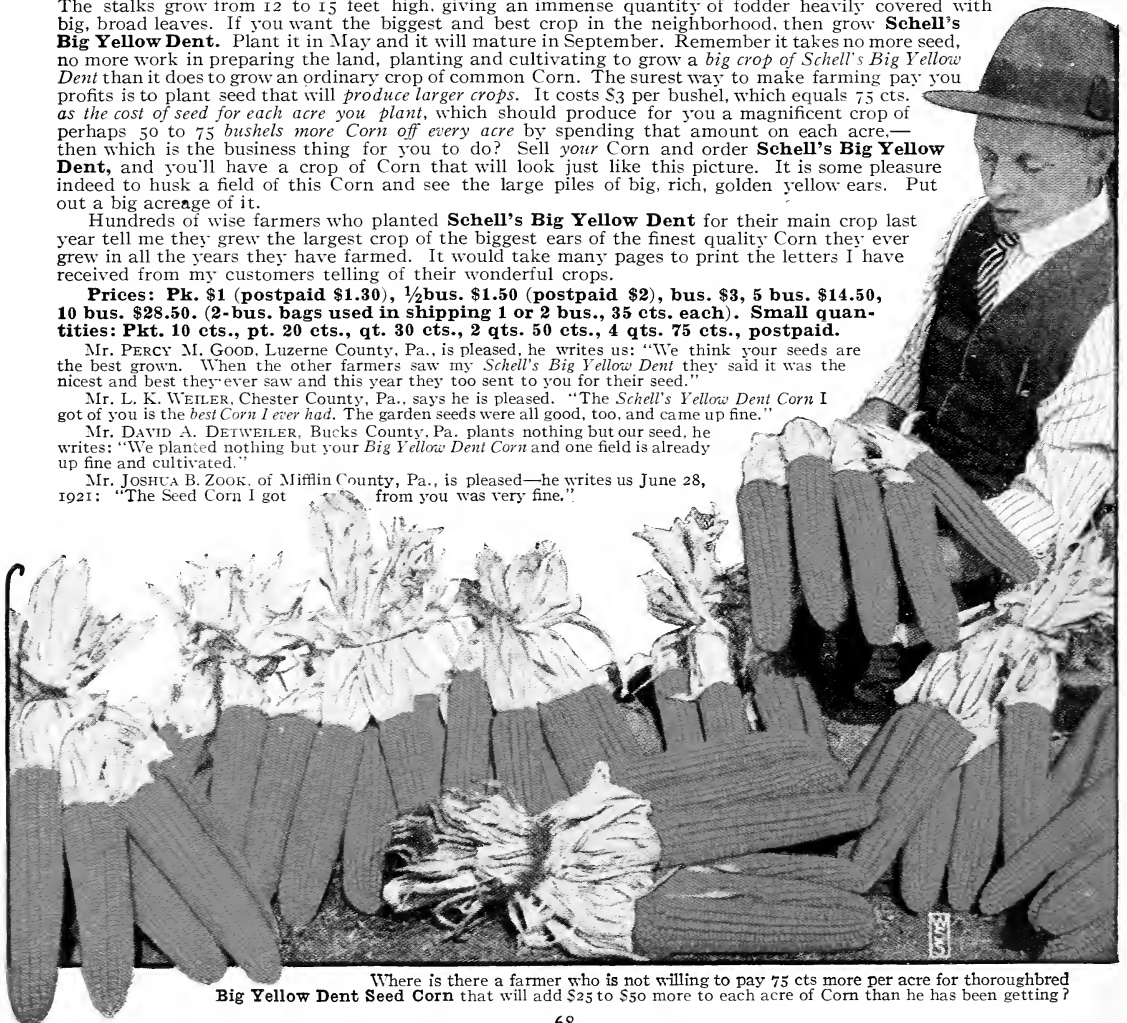 The stalks grow from 12 to 15 feet high, giving an immense quantity of fodder heavily covered with
big, broad leaves. If you want the biggest and best crop in the neighborhood, then grow Schell's
Big Yellow Dent. Plant it in May and it will mature in September. Remember it takes no more seed,
no more work in preparing the land, planting and cultivating to grow a big crop of Schell's Big Yellow
Dent than it does to grow an ordinary crop of common Corn. The surest way to make farming pay you
profits is to plant seed that will produce larger crops. It costs $3 per bushel, which equals 75 cts.
as the cost of seed for each acre you plant, which should produce for you a magnificent crop of
perhaps 50 to 75 bushels more Corn off every acre by spending that amount on each acre,—
then which is the business thing for you to do? Sell your Corn and order Schell's Big Yellow
Dent, and you'll have a crop of Corn that will look just like this picture. It is some pleasure
indeed to husk a field of this Corn and see the large piles of big, rich, golden yellow ears. Put
out a big acreage of it.
Hundreds of wise farmers who planted Schell's Big Yellow Dent for their main crop last
year tell me they grew the largest crop of the biggest ears of the finest quality Corn they ever
grew in all the years they have farmed. It would take many pages to print the letters I have
received from my customers telling of their wonderful crops.
Prices: Pk. $1 (postpaid $1.30), ½bus. $1.50 (postpaid $2), bus. $3, 5 bus. $14.50,
10 bus. $28.50. (2-bus. bags used in shipping 1 or 2 bus., 35 cts. each). Small quan-
tities: Pkt. 10 cts., pt. 20 cts., qt. 30 cts., 2 qts. 50 cts., 4 qts. 75 cts., postpaid.
Mr. PERCY M. GOOD, Luzerne County, Pa., is pleased, he writes us: "We think your seeds are
the best grown. When the other farmers saw my Schell's Big Yellow Dent they said it was the
nicest and best they ever saw and this year they too sent to you for their seed."
Mr. L. K. WEILER, Chester County, Pa., says he is pleased. "The Schell's Yellow Dent Corn I
got of you is the best Corn I ever had. The garden seeds were all good, too, and came up fine."
Mr. DAVID A. DETWEILER, Bucks County, Pa. plants nothing but our seed, he
writes: "We planted nothing but your Big Yellow Dent Corn and one field is already
up fine and cultivated."
Mr. JOSHUA B. ZOOK, of Mifflin County, Pa., is pleased—he writes us June 28,
1921: "The Seed Corn I got from you was very fine."
Where is there a farmer who is not willing to pay 75 cts more per acre for thoroughbred
Big Yellow Dent Seed Corn that will add $25 to $50 more to each acre of Corn than he has been getting?